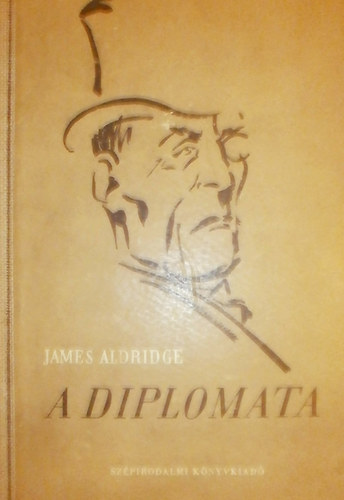 JAMES ALDRIDGE
A DIPLOMATA
SZÉPIRODALMI KÖNYVKIADÓ